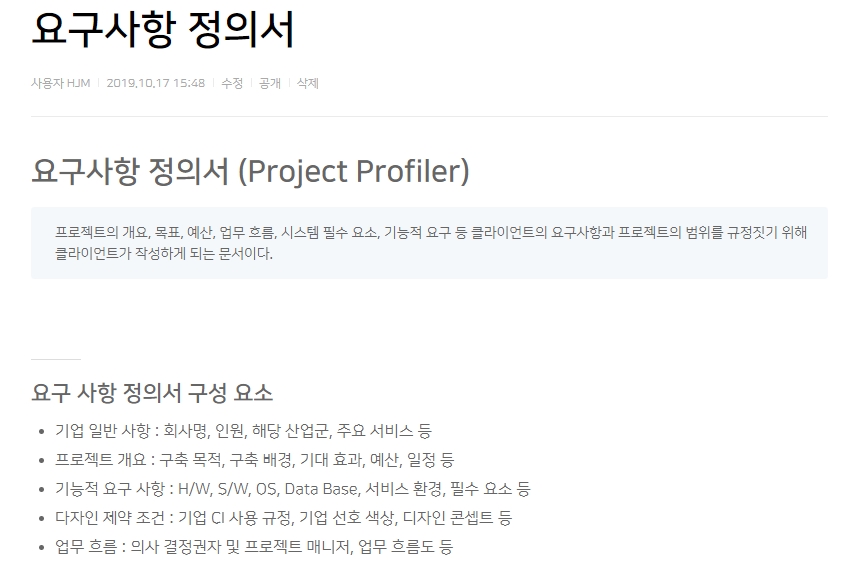 요구사항 정의서
사용자 HJM 2019.10.17 15:48 수정 공개 삭제
요구사항 정의서 (Project Profiler)
프로젝트의 개요, 목표, 예산, 업무 흐름, 시스템 필수 요소, 기능적 요구 등 클라이언트의 요구사항과 프로젝트의 범위를 규정짓기 위해
클라이언트가 작성하게 되는 문서이다.
요구 사항 정의서 구성 요소
• 기업 일반 사항 : 회사명, 인원, 해당 산업군, 주요 서비스 등
• 프로젝트 개요 : 구축 목적, 구축 배경, 기대 효과, 예산, 일정 등
• 기능적 요구 사항 : H/W, S/W, OS, Data Base, 서비스 환경, 필수 요소 등
• 다자인 제약 조건 : 기업 CI 사용 규정, 기업 선호 색상, 디자인 콘셉트 등
• 업무 흐름 : 의사 결정권자 및 프로젝트 매니저, 업무 흐름도 등